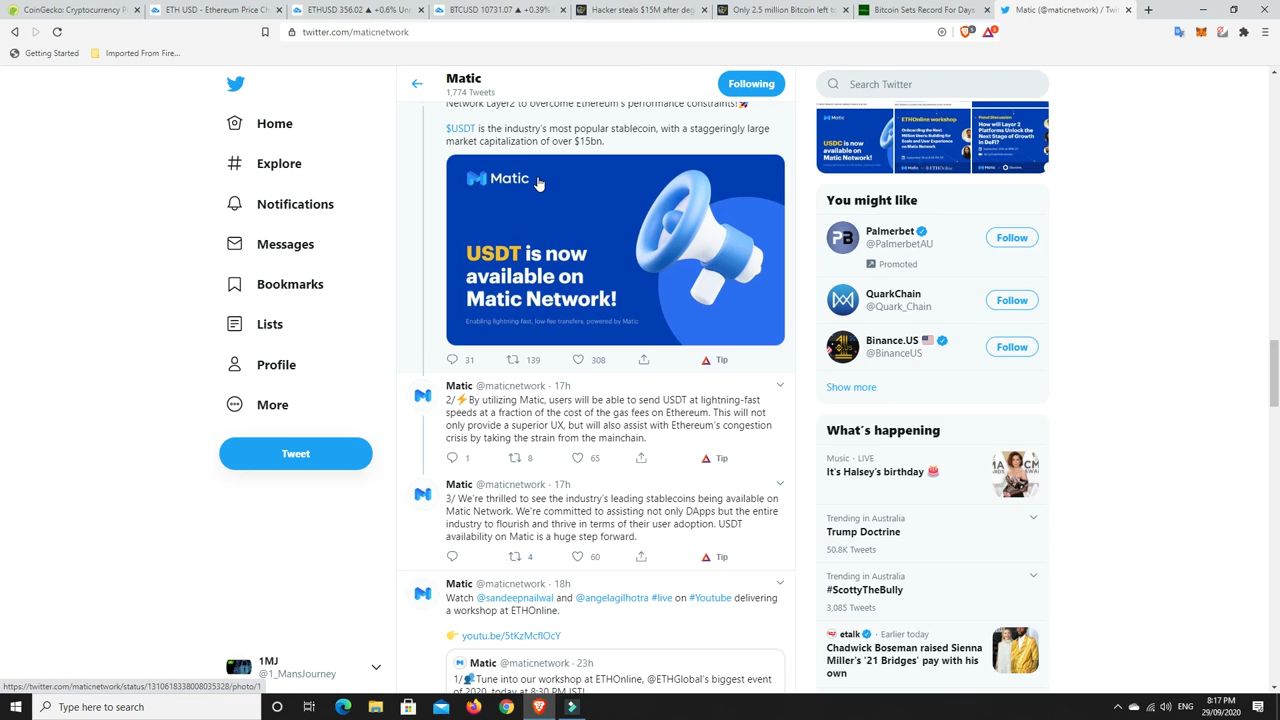 CoinGecko: Cryptocurrency P
ETH USD - Ethereum Price Ch
ETHUSD 356.02 ▲ +0.6% Un
BTCUSD 10731.07 ▲ +0.39%
Hacker steals $15M after deg
Only 2.5 million Bitcoin left to
Bitcoin Sets Record For Days
Matic (@maticnetwork) / Twit
twitter.com/maticnetwork
Getting Started
Imported From Fire...
Matic
1,774 Tweets
Following
Search Twitter
Home
Explore
Notifications
Messages
Bookmarks
Lists
Profile
More
Tweet
1MJ
@1_MansJourney
Network Layer2 to overcome Ethereum's performance constraints!🚀
$USDT is the industry's most popular stablecoin, with a staggeringly large
market capitalization of over $15bn.
Matic
USDT is now
available on
Matic Network!
Enabling lightning-fast, low-fee transfers, powered by Matic
31 139 308 Tip
Matic @maticnetwork · 17h
2/⚡By utilizing Matic, users will be able to send USDT at lightning-fast
speeds at a fraction of the cost of the gas fees on Ethereum. This will not
only provide a superior UX, but will also assist with Ethereum's congestion
crisis by taking the strain from the mainchain.
1 8 65 Tip
Matic @maticnetwork · 17h
3/ We're thrilled to see the industry's leading stablecoins being available on
Matic Network. We're committed to assisting not only DApps but the entire
industry to flourish and thrive in terms of their user adoption. USDT
availability on Matic is a huge step forward.
4 60 Tip
Matic @maticnetwork · 18h
Watch @sandeepnailwal and @angelagilhotra #live on #Youtube delivering
a workshop at ETHOnline.
👉 youtu.be/5tKzMcflOcY
Matic @maticnetwork · 23h
1/👥Tune into our workshop at ETHOnline, @ETHGlobal's biggest event
of 2020, today at 8:30 PM IST!
Matic
USDC is now
available on
Matic Network!
ETHOnline workshop
Panel Discussion
How will Layer 2
Platforms Unlock the
Next Stage of Growth
in DeFi?
You might like
Palmerbet
@PalmerbetAU
Promoted
Follow
QuarkChain
@Quark_Chain
Follow
Binance.US 🇺🇸
@BinanceUS
Follow
Show more
What's happening
Music · LIVE
It's Halsey's birthday 🎂
Trending in Australia
Trump Doctrine
50.8K Tweets
Trending in Australia
#ScottyTheBully
3,085 Tweets
etalk · Earlier today
Chadwick Boseman raised Sienna
Miller's '21 Bridges' pay with his
own
https://twitter.com/maticnetwork/status/1310618338008035328/photo/1
Type here to search
ENG
8:17 PM
29/09/2020